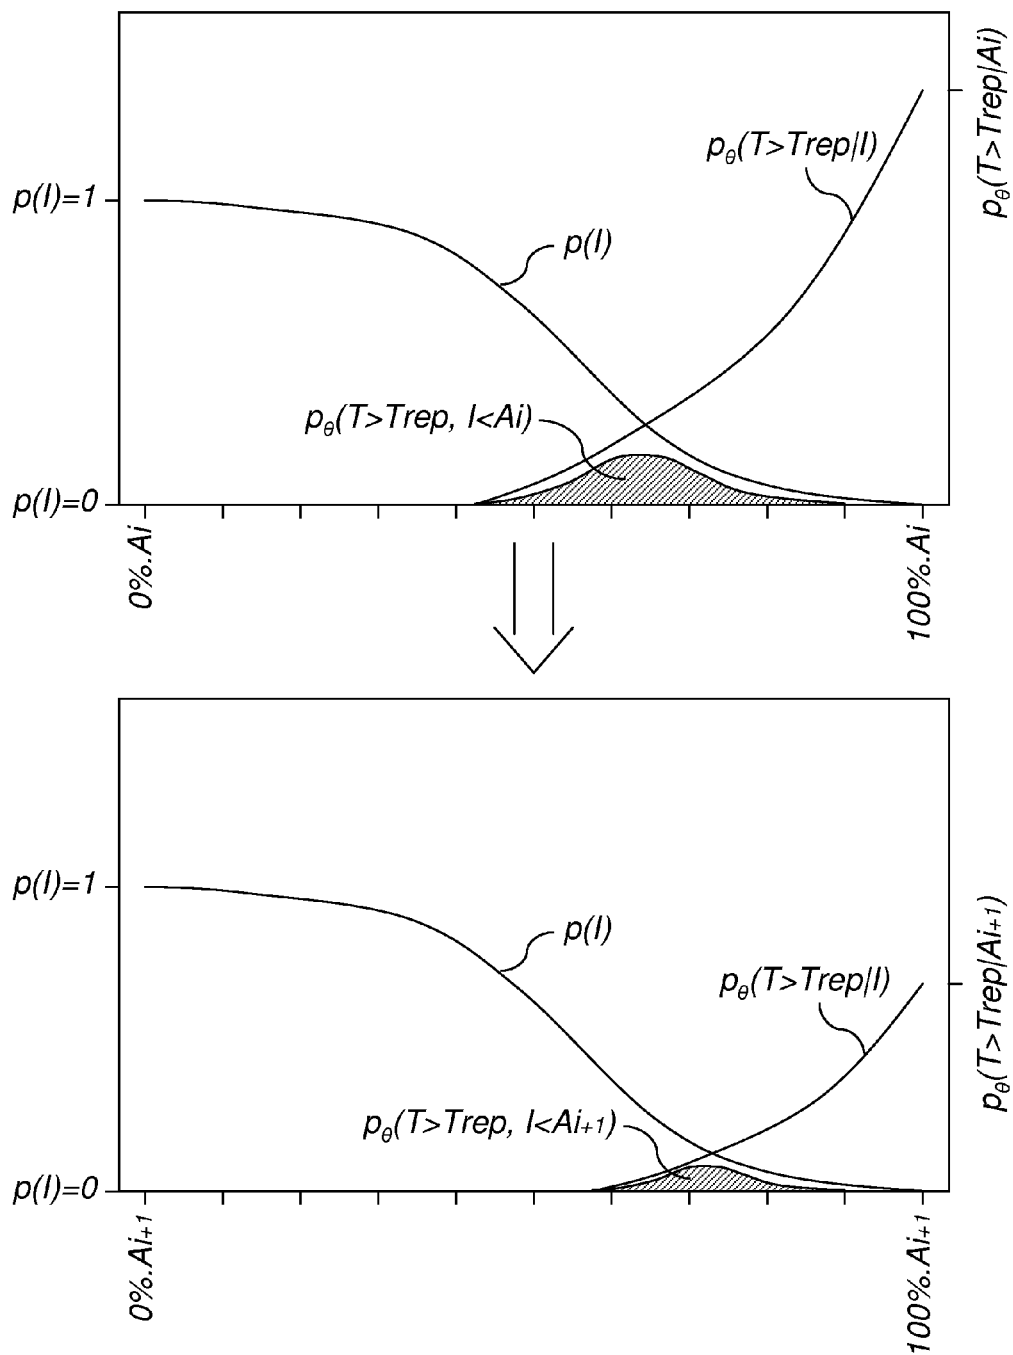 pθ(T>Trep|Ai)
pθ(T>Trep|I)
p(I)=1
p(I)
pθ(T>Trep, I<Ai)
p(I)=0
0%.Ai
100%.Ai
p(I)=1
p(I)
pθ(T>Trep|Ai+1)
pθ(T>Trep|I)
pθ(T>Trep, I<Ai+1)
p(I)=0
0%.Ai+1
100%.Ai+1